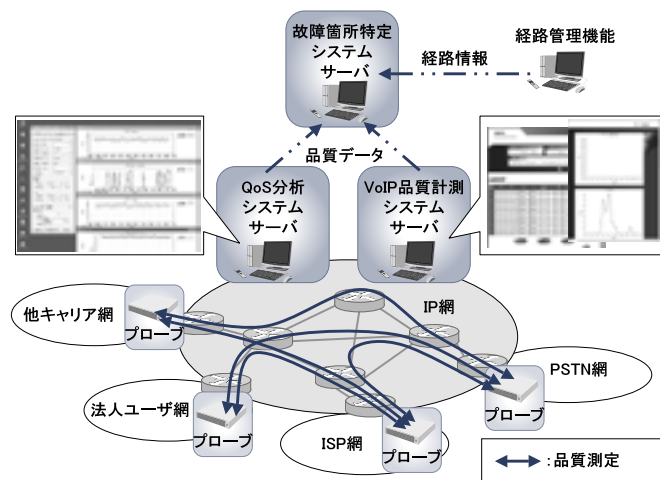 故障箇所特定
システム
サーバ
経路管理機能
経路情報
品質データ
QoS分析
システム
サーバ
VoIP品質計測
システム
サーバ
IP網
他キャリア網
プローブ
PSTN網
プローブ
法人ユーザ網
プローブ
ISP網
プローブ
:品質測定